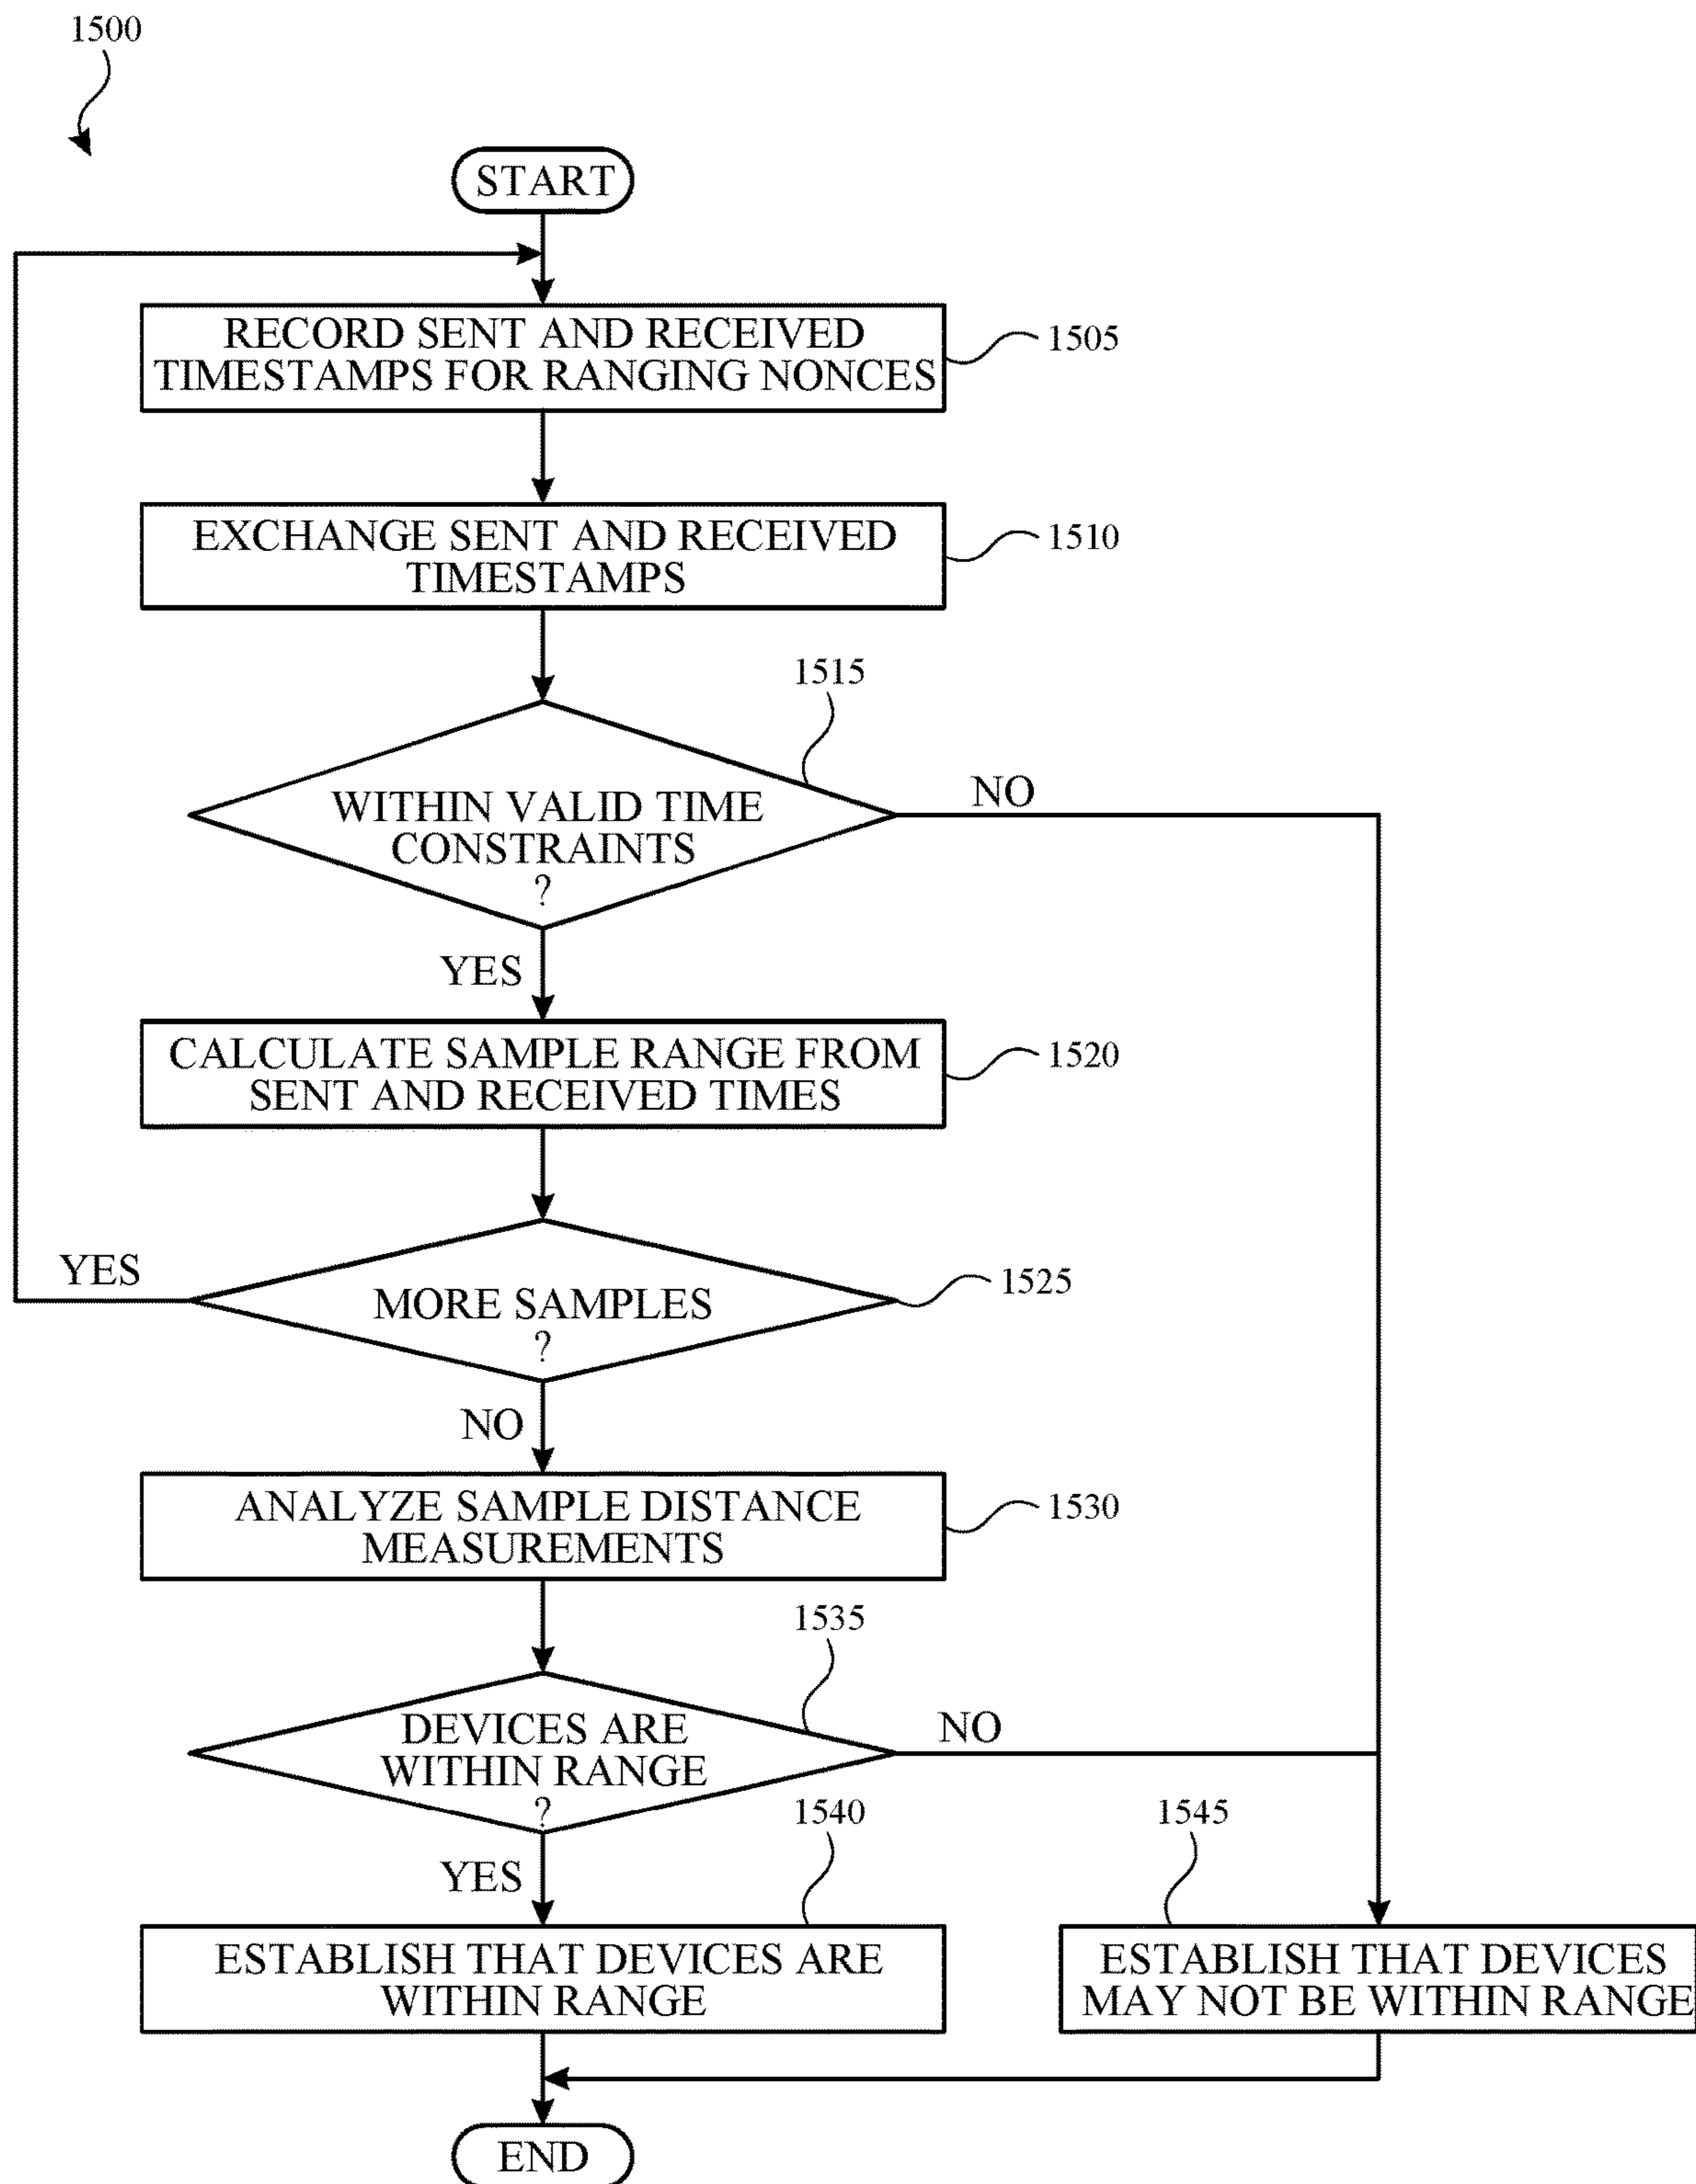 1500
START
RECORD SENT AND RECEIVED
TIMESTAMPS FOR RANGING NONCES
1505
EXCHANGE SENT AND RECEIVED
TIMESTAMPS
1510
1515
WITHIN VALID TIME
CONSTRAINTS
?
NO
YES
CALCULATE SAMPLE RANGE FROM
SENT AND RECEIVED TIMES
1520
YES
MORE SAMPLES
?
1525
NO
ANALYZE SAMPLE DISTANCE
MEASUREMENTS
1530
1535
DEVICES ARE
WITHIN RANGE
?
NO
YES
1540
1545
ESTABLISH THAT DEVICES ARE
WITHIN RANGE
ESTABLISH THAT DEVICES
MAY NOT BE WITHIN RANGE
END